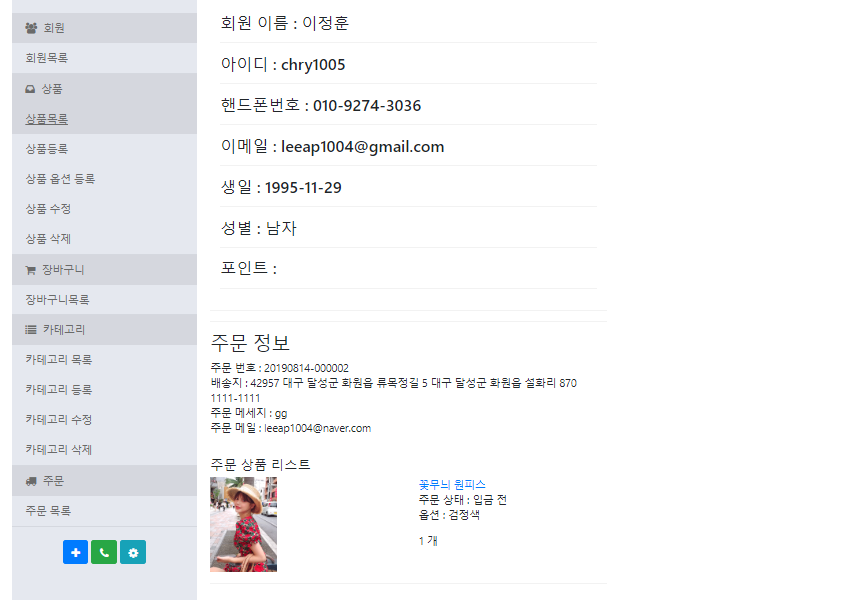 회원
회원목록
상품
상품목록
상품등록
상품 옵션 등록
상품 수정
상품 삭제
장바구니
장바구니목록
카테고리
카테고리 목록
카테고리 등록
카테고리 수정
카테고리 삭제
주문
주문 목록
회원 이름 : 이정훈
아이디 : chry1005
핸드폰번호 : 010-9274-3036
이메일 : leeap1004@gmail.com
생일 : 1995-11-29
성별 : 남자
포인트 :
주문 정보
주문 번호 : 20190814-000002
배송지 : 42957 대구 달성군 화원읍 류목정길 5 대구 달성군 화원읍 설화리 870
1111-1111
주문 메세지 : gg
주문 메일 : leeap1004@naver.com
주문 상품 리스트
꽃무늬 원피스
주문 상태 : 입금 전
옵션 : 검정색
1 개